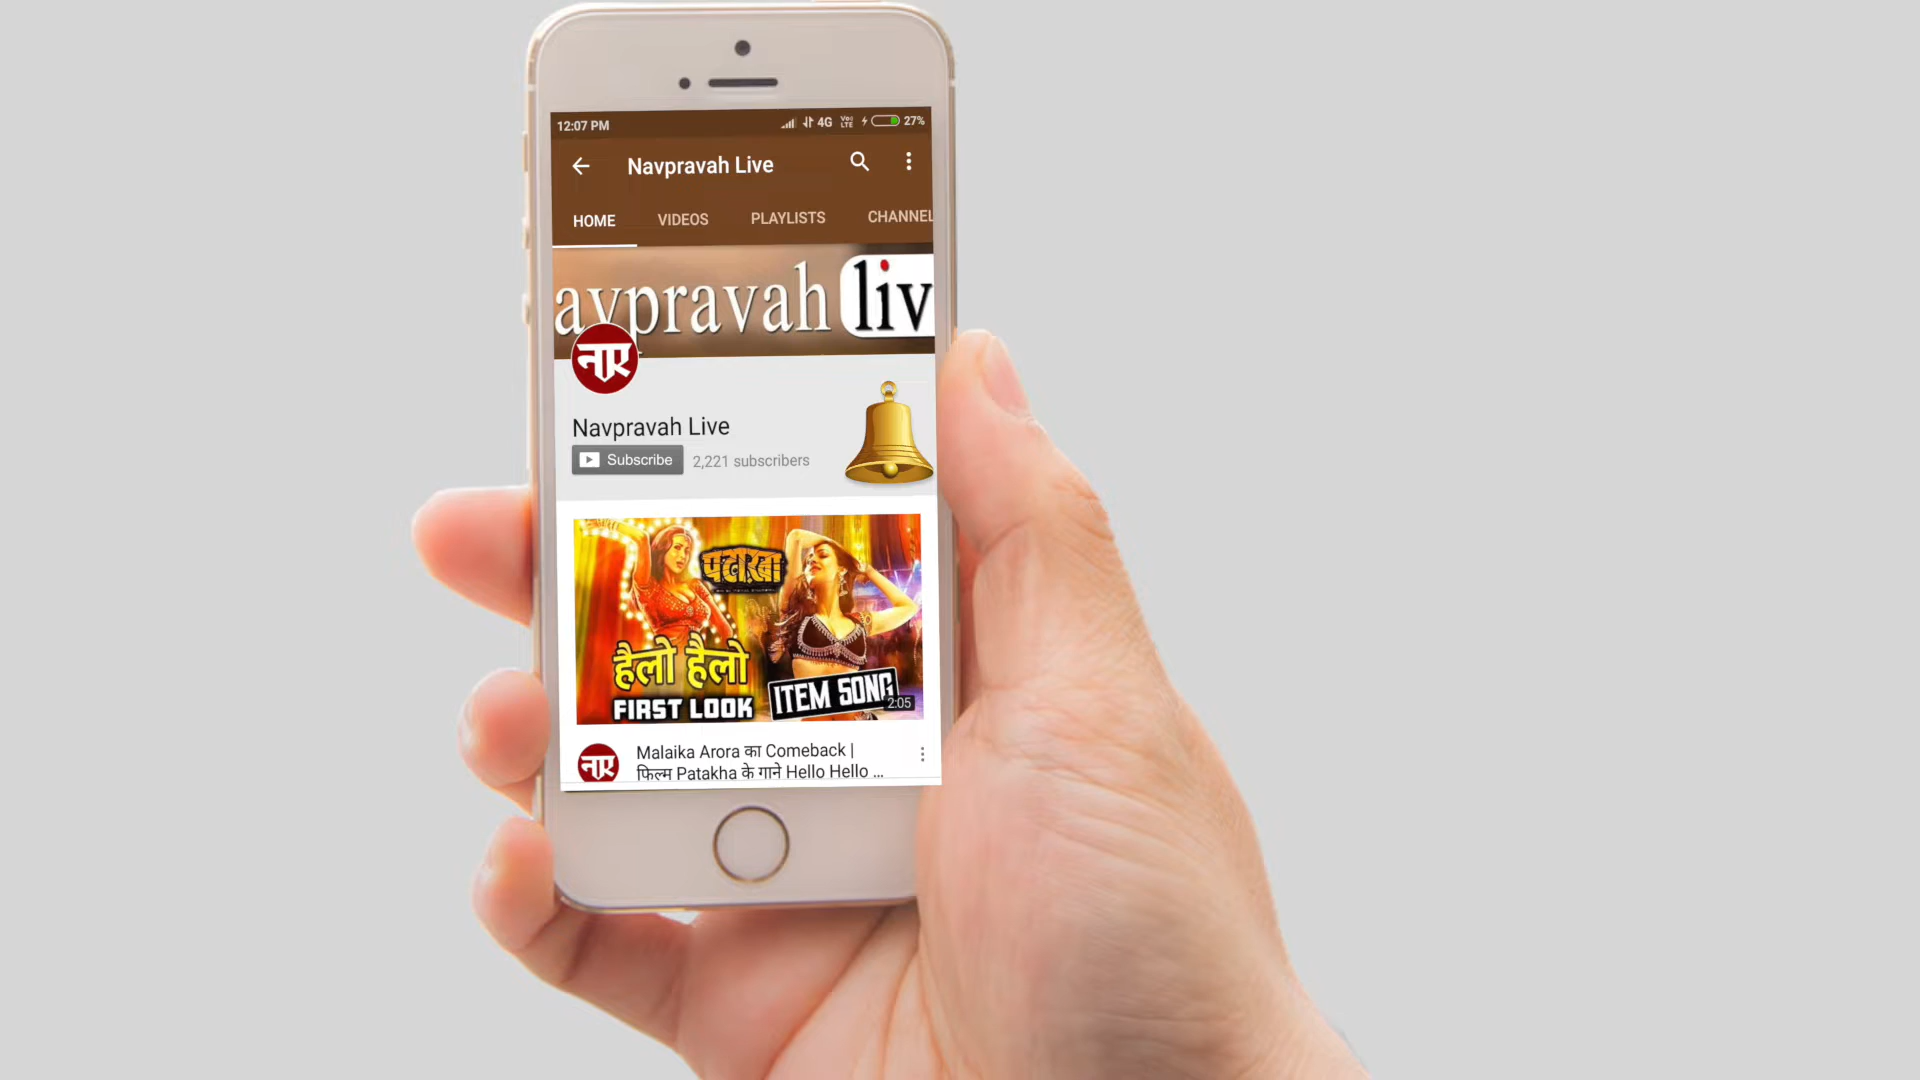 12:07 PM 4G VoLTE 27%
Navpravah Live
HOME VIDEOS PLAYLISTS CHANNEL
avpravah liv
नाए
Navpravah Live
Subscribe 2,221 subscribers
पटाखा
हैलो हैलो
FIRST LOOK
ITEM SONG
2:05
नाए
Malaika Arora का Comeback |
फिल्म Patakha के गाने Hello Hello ...